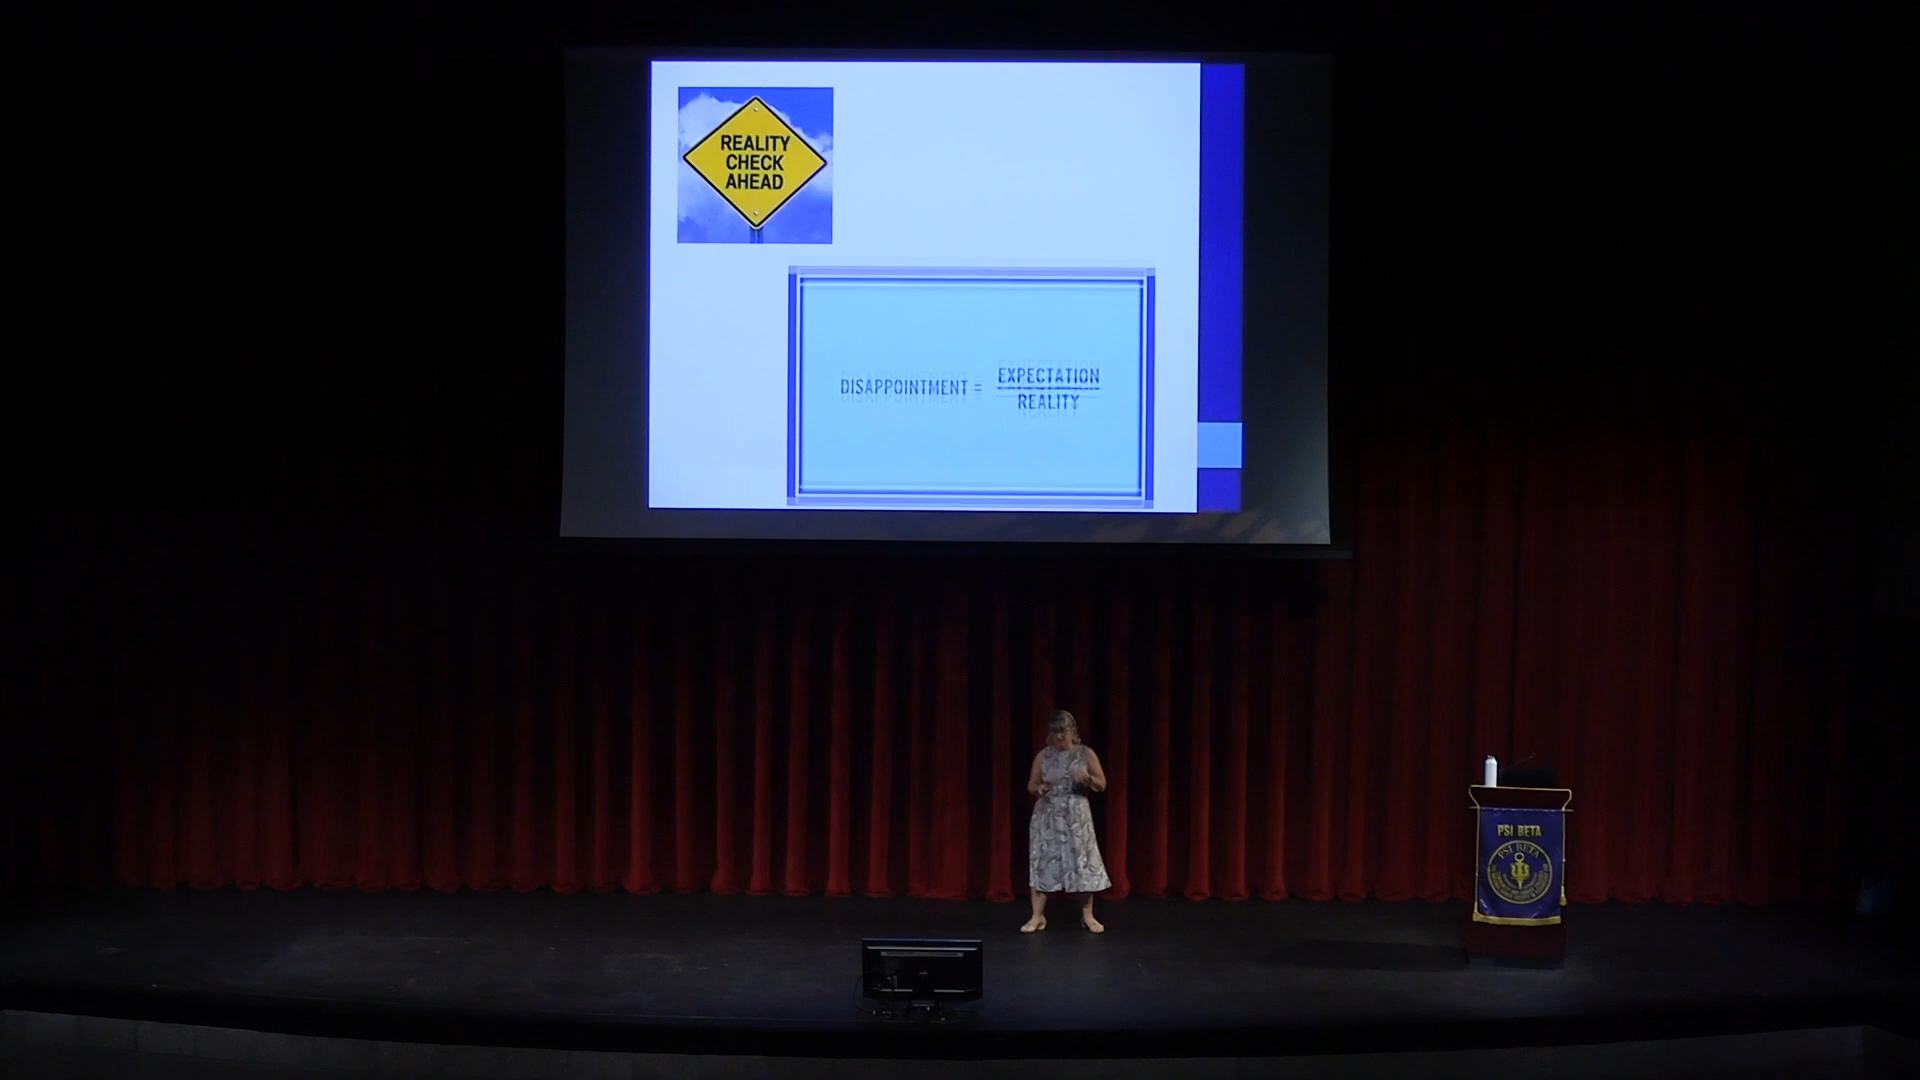 REALITY
CHECK
AHEAD
DISAPPOINTMENT = EXPECTATION
REALITY
PSI BETA
PSI BETA